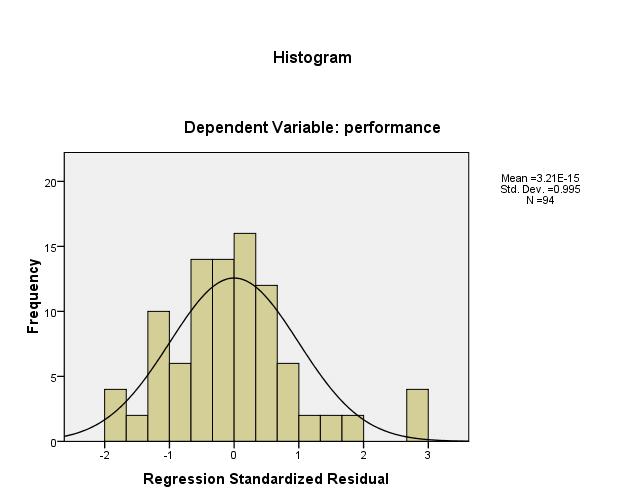 Histogram
Dependent Variable: performance
Mean =3.21E-15
Std. Dev. =0.995
N =94
Frequency
20
15
10
5
0
-2 -1 0 1 2 3
Regression Standardized Residual